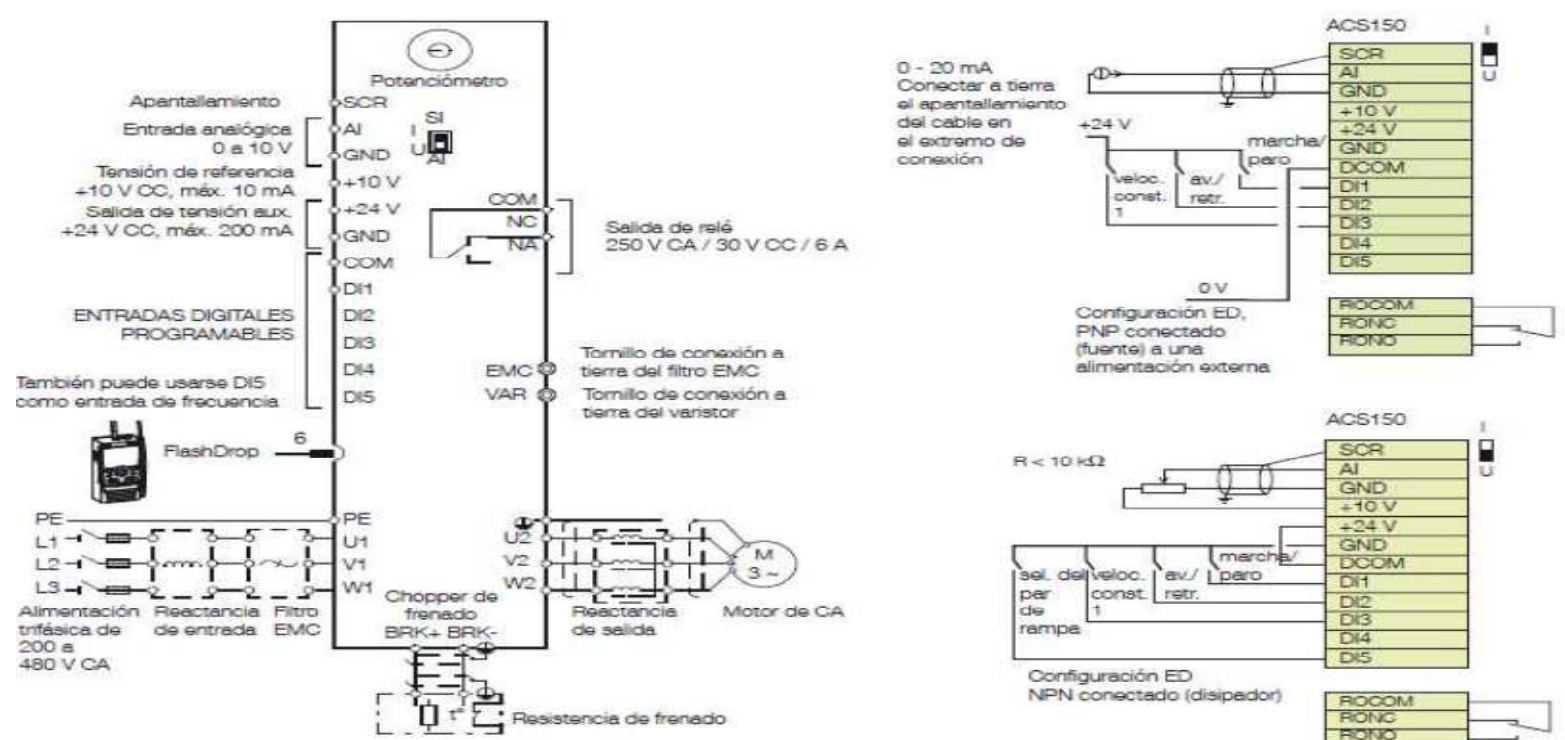 Potenciómetro
Apantallamiento
SCR
Entrada analógica
0 a 10 V
AI
GND
SI
I
U
AI
Tensión de referencia
+10 V CC, máx. 10 mA
+10 V
Salida de tensión aux.
+24 V CC, máx. 200 mA
+24 V
GND
COM
NC
NA
Salida de relé
250 V CA / 30 V CC / 6 A
COM
DI1
ENTRADAS DIGITALES
PROGRAMABLES
DI2
DI3
DI4
DI5
También puede usarse DI5
como entrada de frecuencia
EMC
Tornillo de conexión a
tierra del filtro EMC
VAR
Tornillo de conexión a
tierra del varistor
FlashDrop
6
PE
PE
L1
U1
U2
L2
V1
V2
L3
W1
W2
M
3 ~
Alimentación
trifásica de
200 a
480 V CA
Reactancia
de entrada
Filtro
EMC
Chopper de
frenado
BRK+ BRK-
Reactancia
de salida
Motor de CA
t°
Resistencia de frenado
ACS150
I
U
0 - 20 mA
Conectar a tierra
el apantallamiento
del cable en
el extremo de
conexión
+24 V
marcha/
paro
av./
retr.
veloc.
const.
1
0 V
SCR
AI
GND
+10 V
+24 V
GND
DCOM
DI1
DI2
DI3
DI4
DI5
Configuración ED,
PNP conectado
(fuente) a una
alimentación externa
ROCOM
RONC
RONO
ACS150
I
U
R < 10 kΩ
SCR
AI
GND
+10 V
+24 V
GND
DCOM
DI1
DI2
DI3
DI4
DI5
sel. del
par
de
rampa
veloc.
const.
1
av./
retr.
marcha/
paro
Configuración ED
NPN conectado (disipador)
ROCOM
RONC
RONO